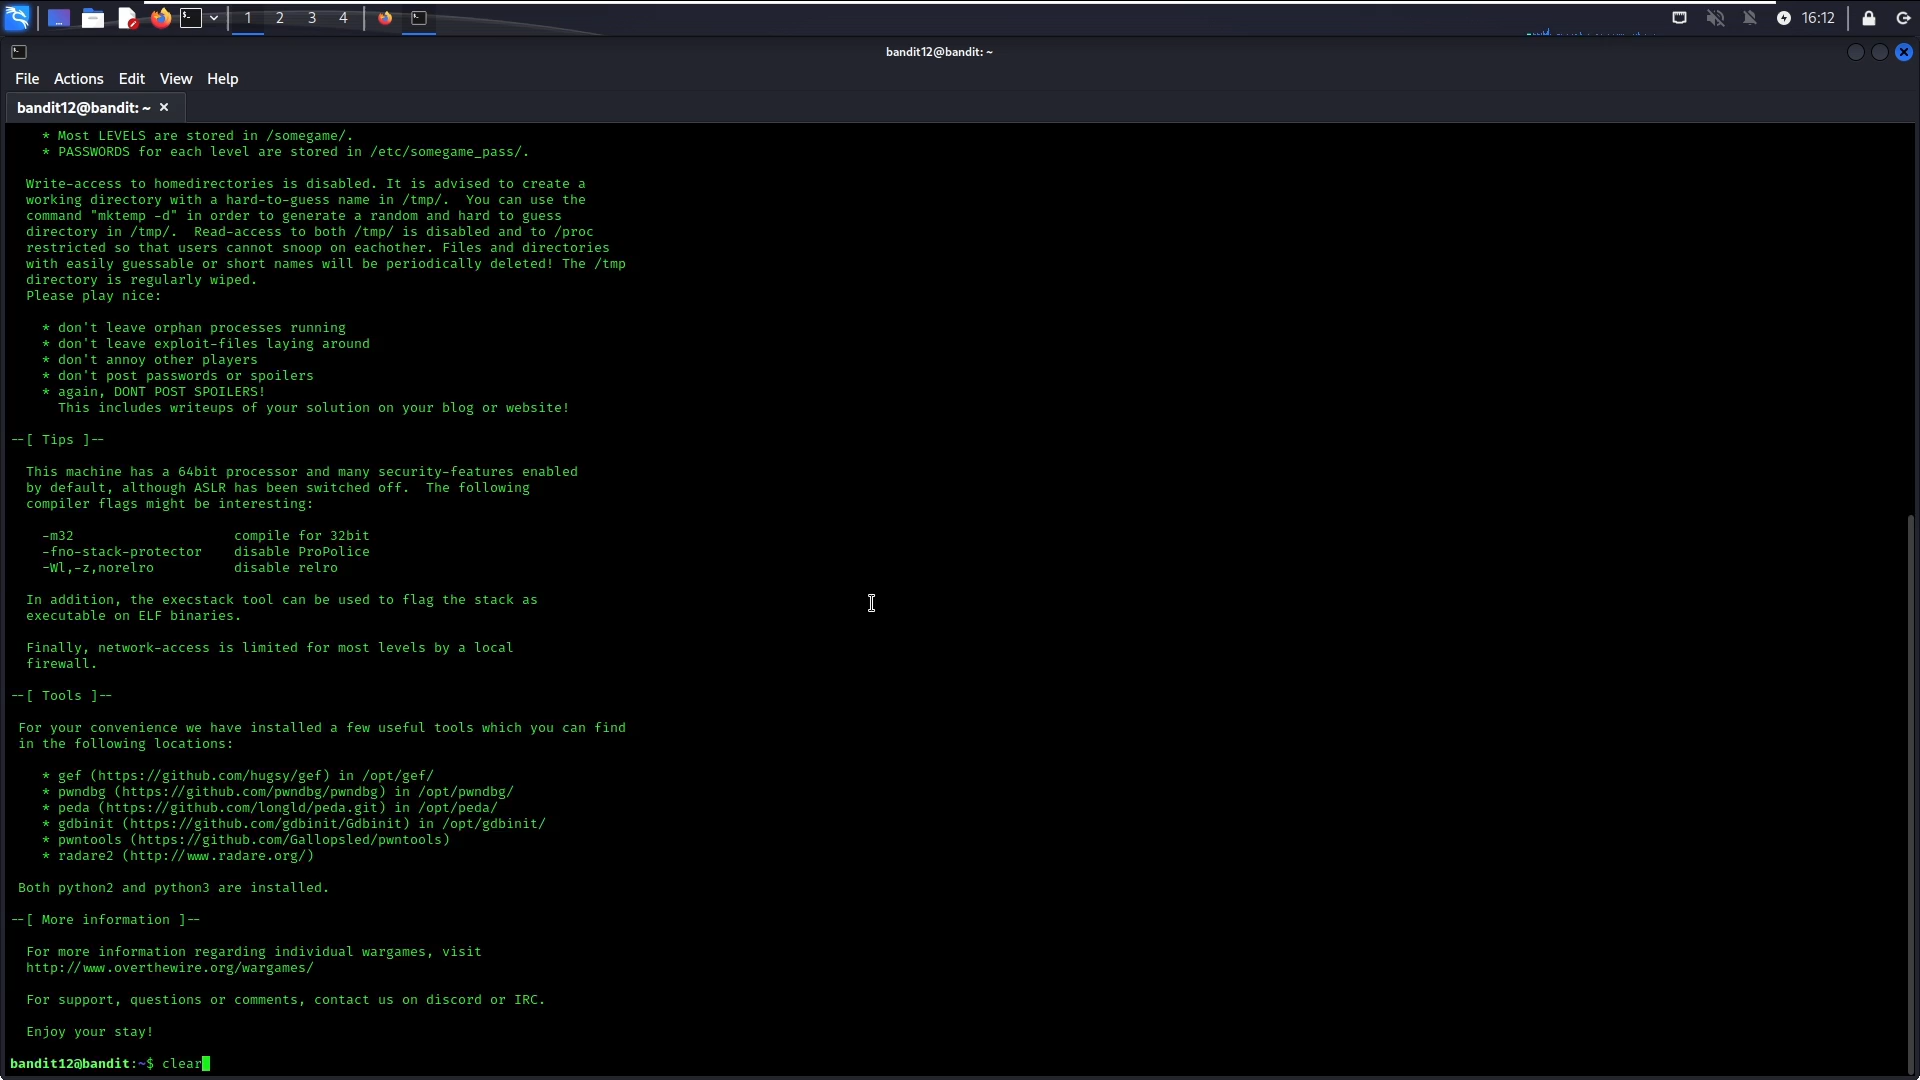 1 2 3 4 16:12
bandit12@bandit: ~
File Actions Edit View Help
bandit12@bandit: ~ ×
* Most LEVELS are stored in /somegame/.
* PASSWORDS for each level are stored in /etc/somegame_pass/.
Write-access to homedirectories is disabled. It is advised to create a
working directory with a hard-to-guess name in /tmp/.  You can use the
command "mktemp -d" in order to generate a random and hard to guess
directory in /tmp/.  Read-access to both /tmp/ is disabled and to /proc
restricted so that users cannot snoop on eachother. Files and directories
with easily guessable or short names will be periodically deleted! The /tmp
directory is regularly wiped.
Please play nice:
* don't leave orphan processes running
* don't leave exploit-files laying around
* don't annoy other players
* don't post passwords or spoilers
* again, DONT POST SPOILERS!
This includes writeups of your solution on your blog or website!
--[ Tips ]--
This machine has a 64bit processor and many security-features enabled
by default, although ASLR has been switched off.  The following
compiler flags might be interesting:
-m32                    compile for 32bit
-fno-stack-protector    disable ProPolice
-Wl,-z,norelro          disable relro
In addition, the execstack tool can be used to flag the stack as
executable on ELF binaries.
Finally, network-access is limited for most levels by a local
firewall.
--[ Tools ]--
For your convenience we have installed a few useful tools which you can find
in the following locations:
* gef (https://github.com/hugsy/gef) in /opt/gef/
* pwndbg (https://github.com/pwndbg/pwndbg) in /opt/pwndbg/
* peda (https://github.com/longld/peda.git) in /opt/peda/
* gdbinit (https://github.com/gdbinit/Gdbinit) in /opt/gdbinit/
* pwntools (https://github.com/Gallopsled/pwntools)
* radare2 (http://www.radare.org/)
Both python2 and python3 are installed.
--[ More information ]--
For more information regarding individual wargames, visit
http://www.overthewire.org/wargames/
For support, questions or comments, contact us on discord or IRC.
Enjoy your stay!
bandit12@bandit:~$ clear